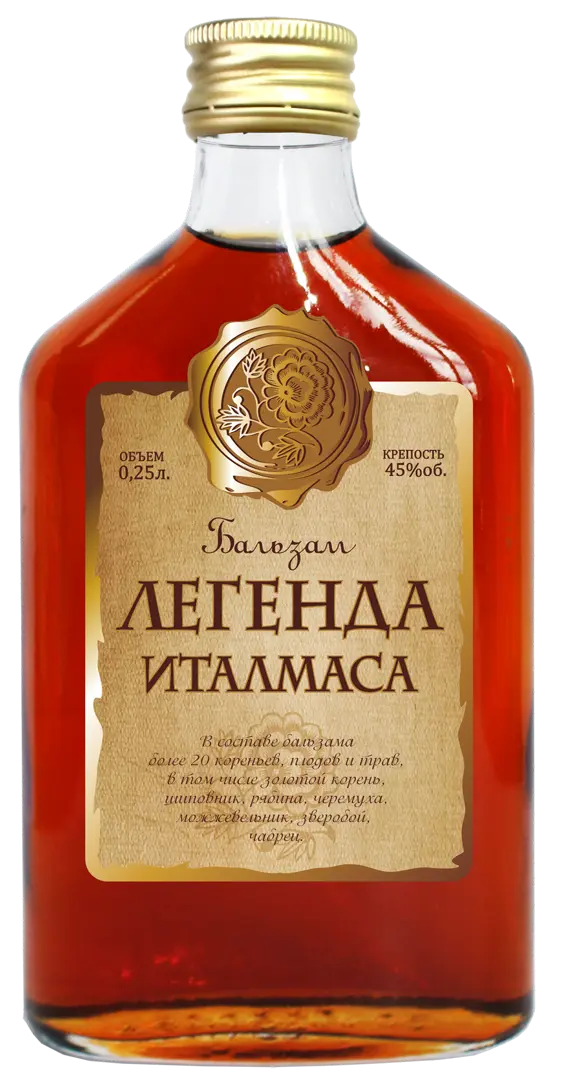 ОБЪЕМ
0,25л.
КРЕПОСТЬ
45%об.
Бальзам
ЛЕГЕНДА
ИТАЛМАСА
В составе бальзама
более 20 кореньев, плодов и трав,
в том числе золотой корень,
шиповник, рябина, черемуха,
можжевельник, зверобой,
чабрец.